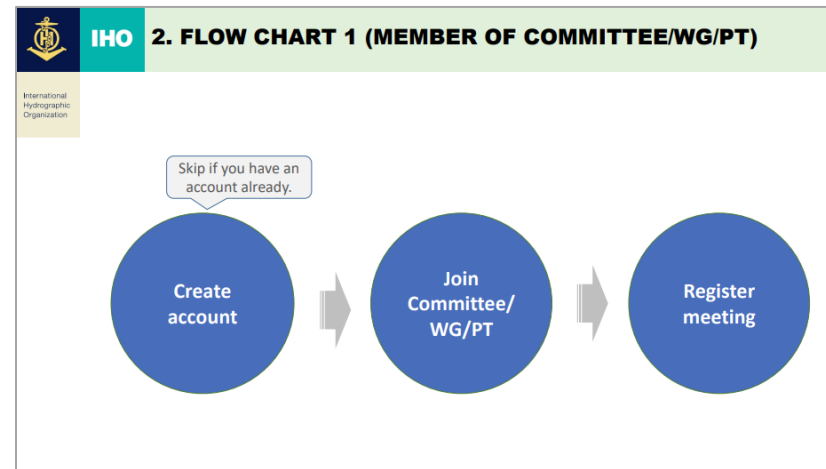 IHO
2. FLOW CHART 1 (MEMBER OF COMMITTEE/WG/PT)
International
Hydrographic
Organization
Skip if you have an
account already.
Create
account
Join
Committee/
WG/PT
Register
meeting